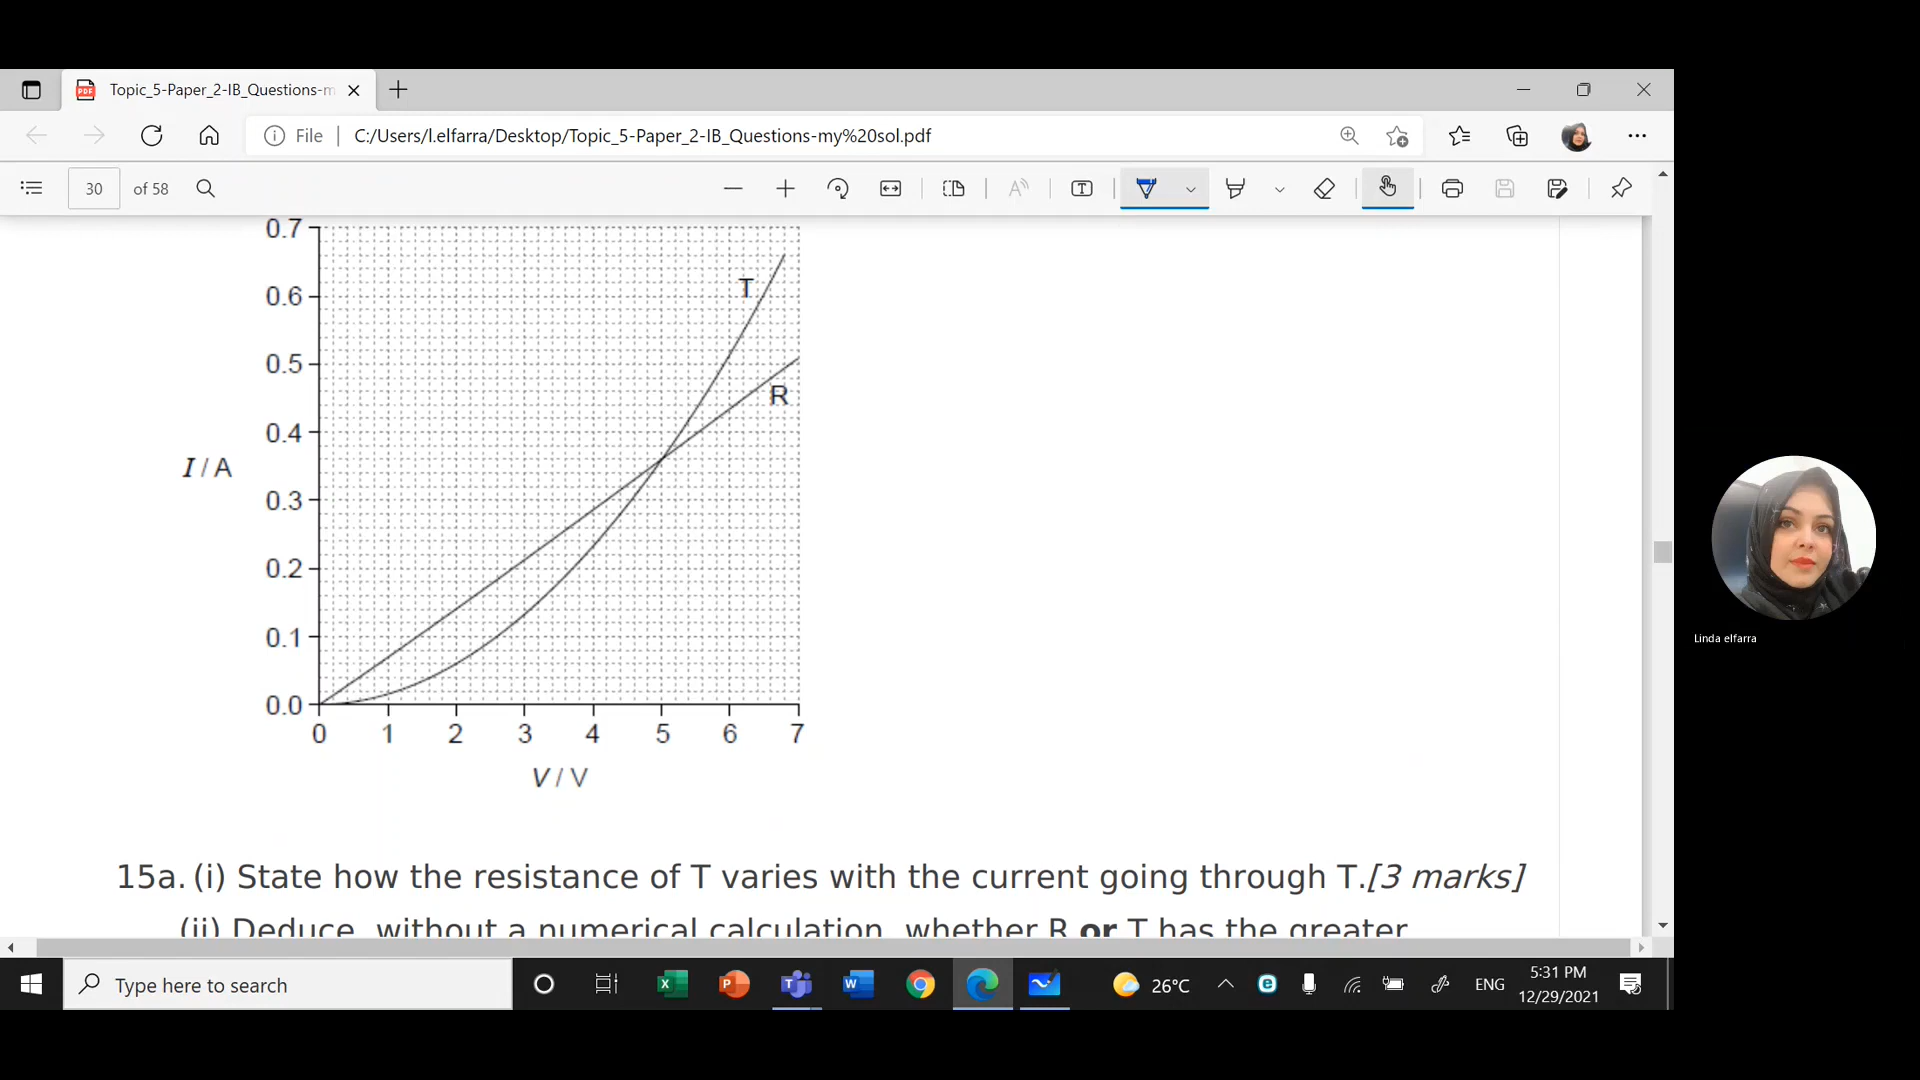 Topic_5-Paper_2-IB_Questions-m
File
C:/Users/l.elfarra/Desktop/Topic_5-Paper_2-IB_Questions-my%20sol.pdf
30 of 58
0.7
0.6
0.5
0.4
0.3
0.2
0.1
0.0
I / A
T
R
0 1 2 3 4 5 6 7
V / V
15a. (i) State how the resistance of T varies with the current going through T.[3 marks]
(ii) Deduce, without a numerical calculation, whether R or T has the greater
Linda elfarra
Type here to search
26°C
ENG
5:31 PM
12/29/2021